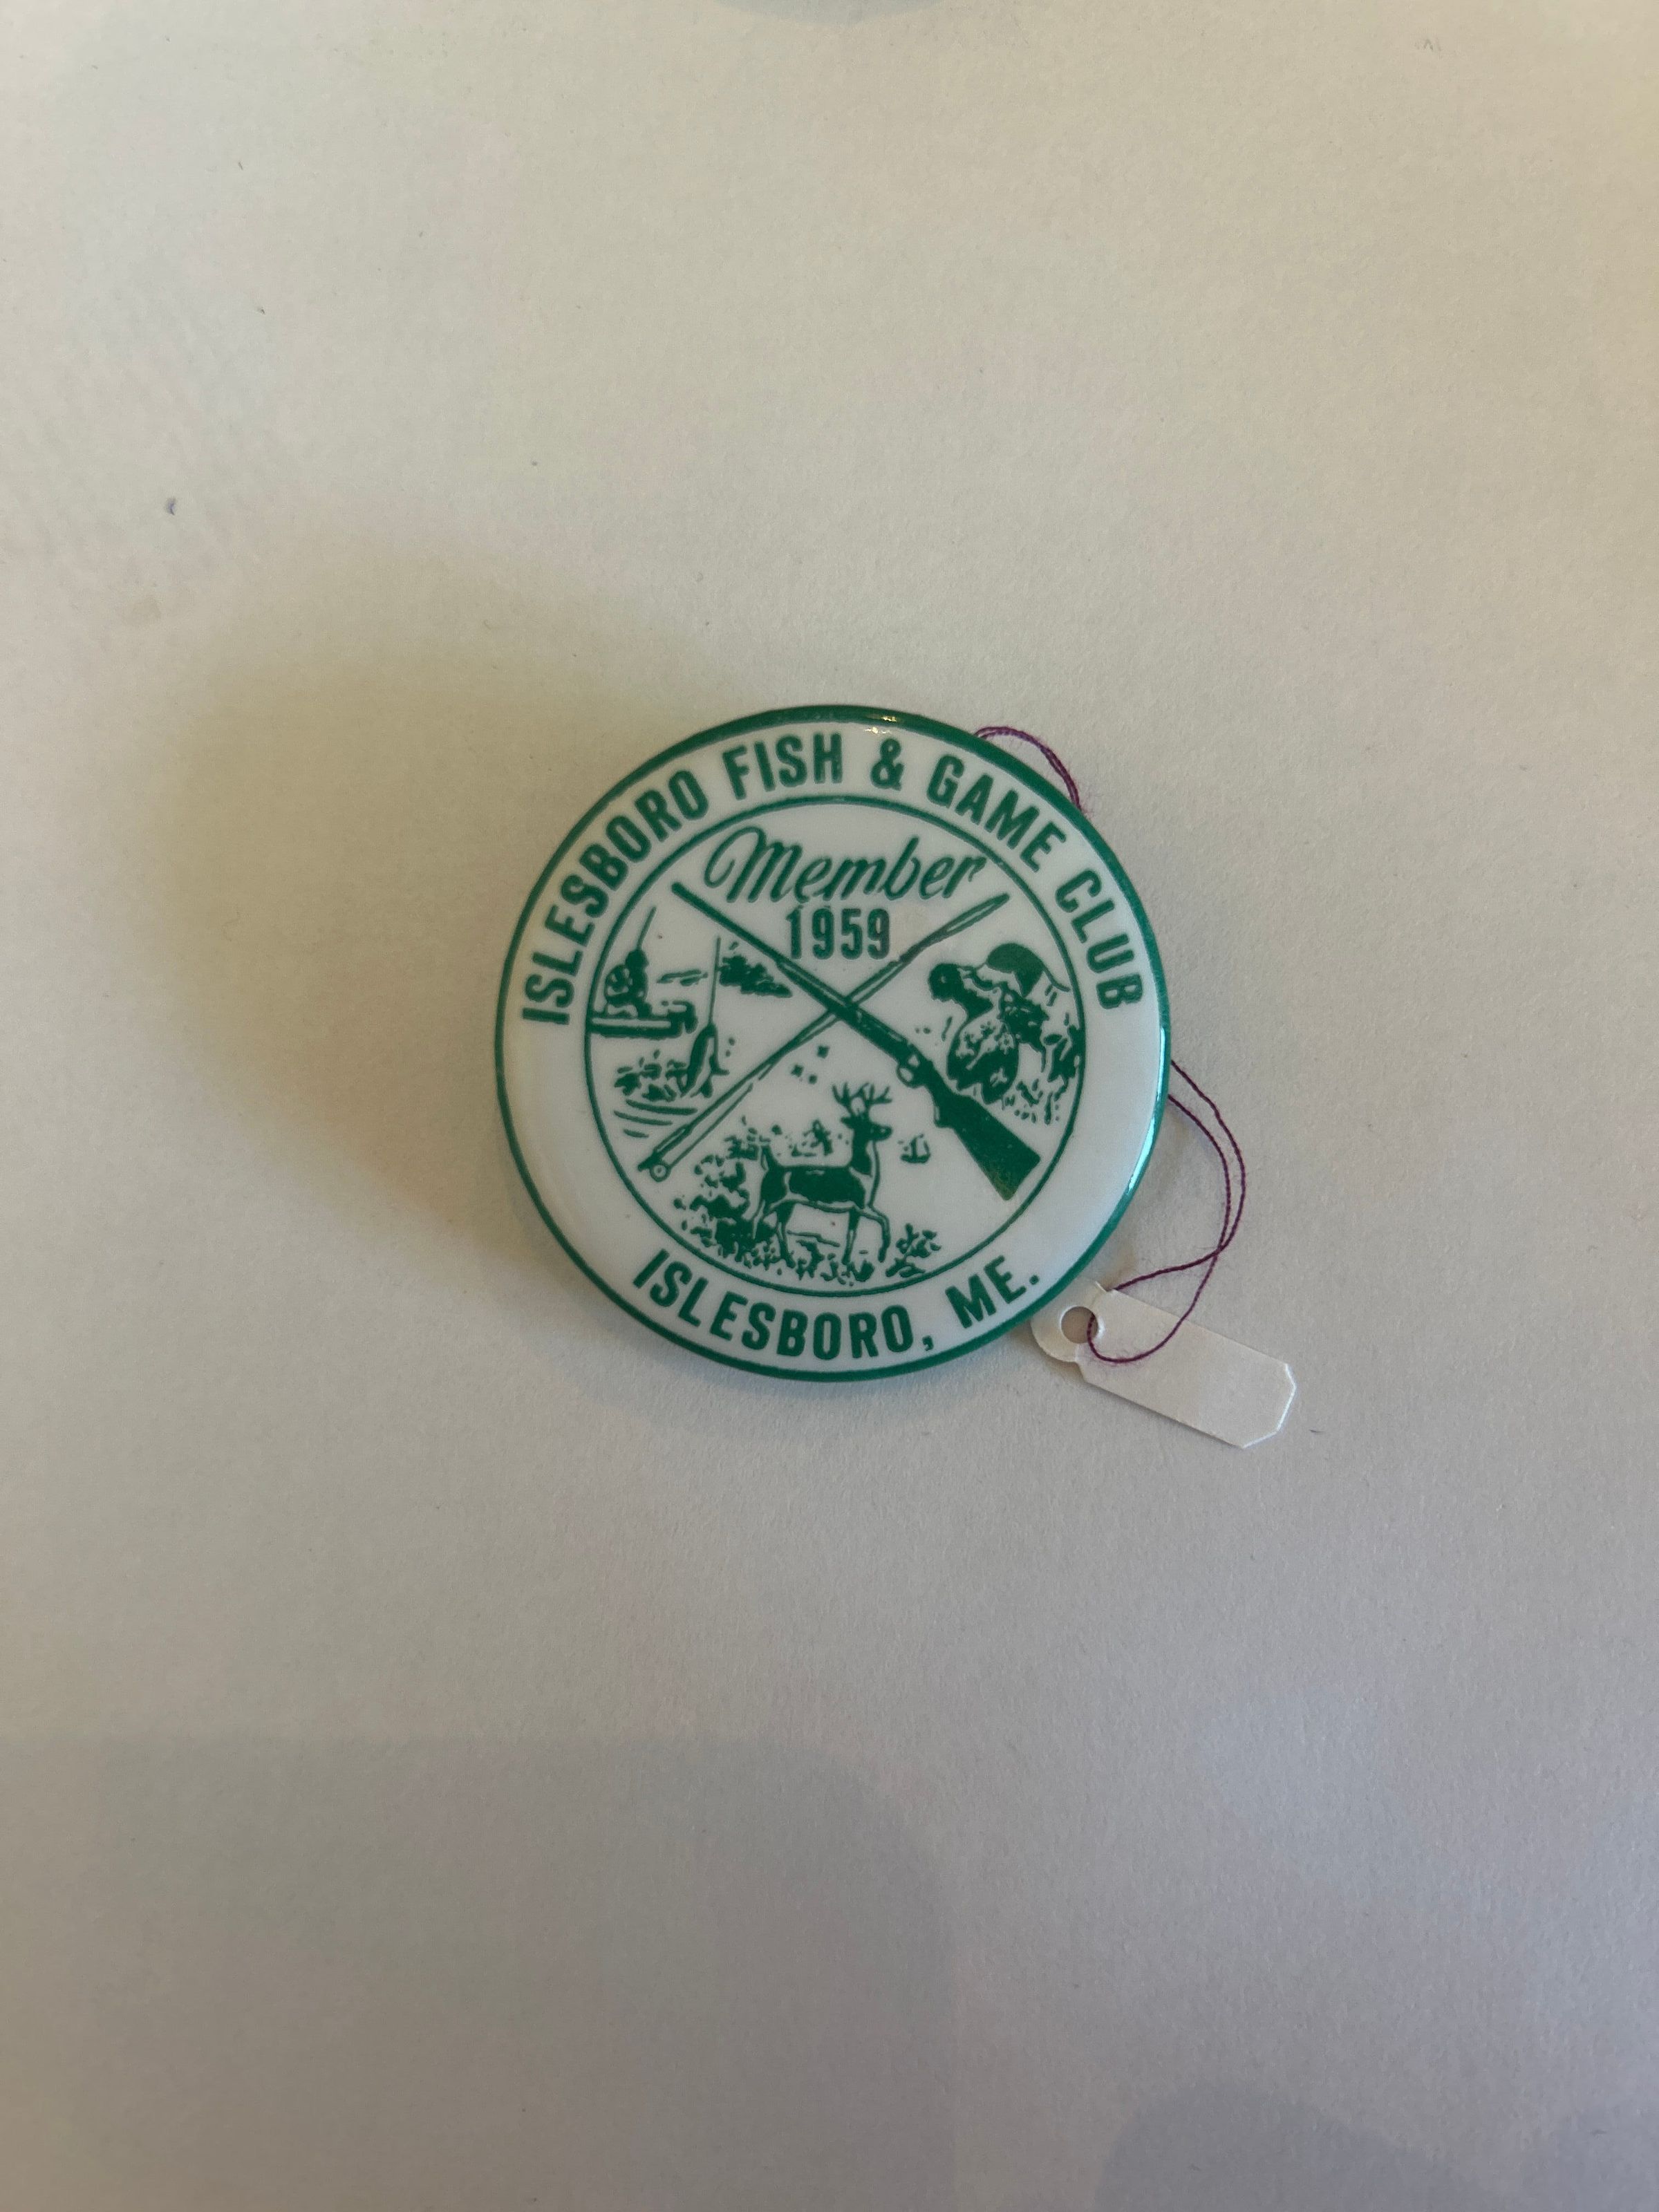 ISLESBORO FISH & GAME CLUB
Member
1959
ISLESBORO, ME.